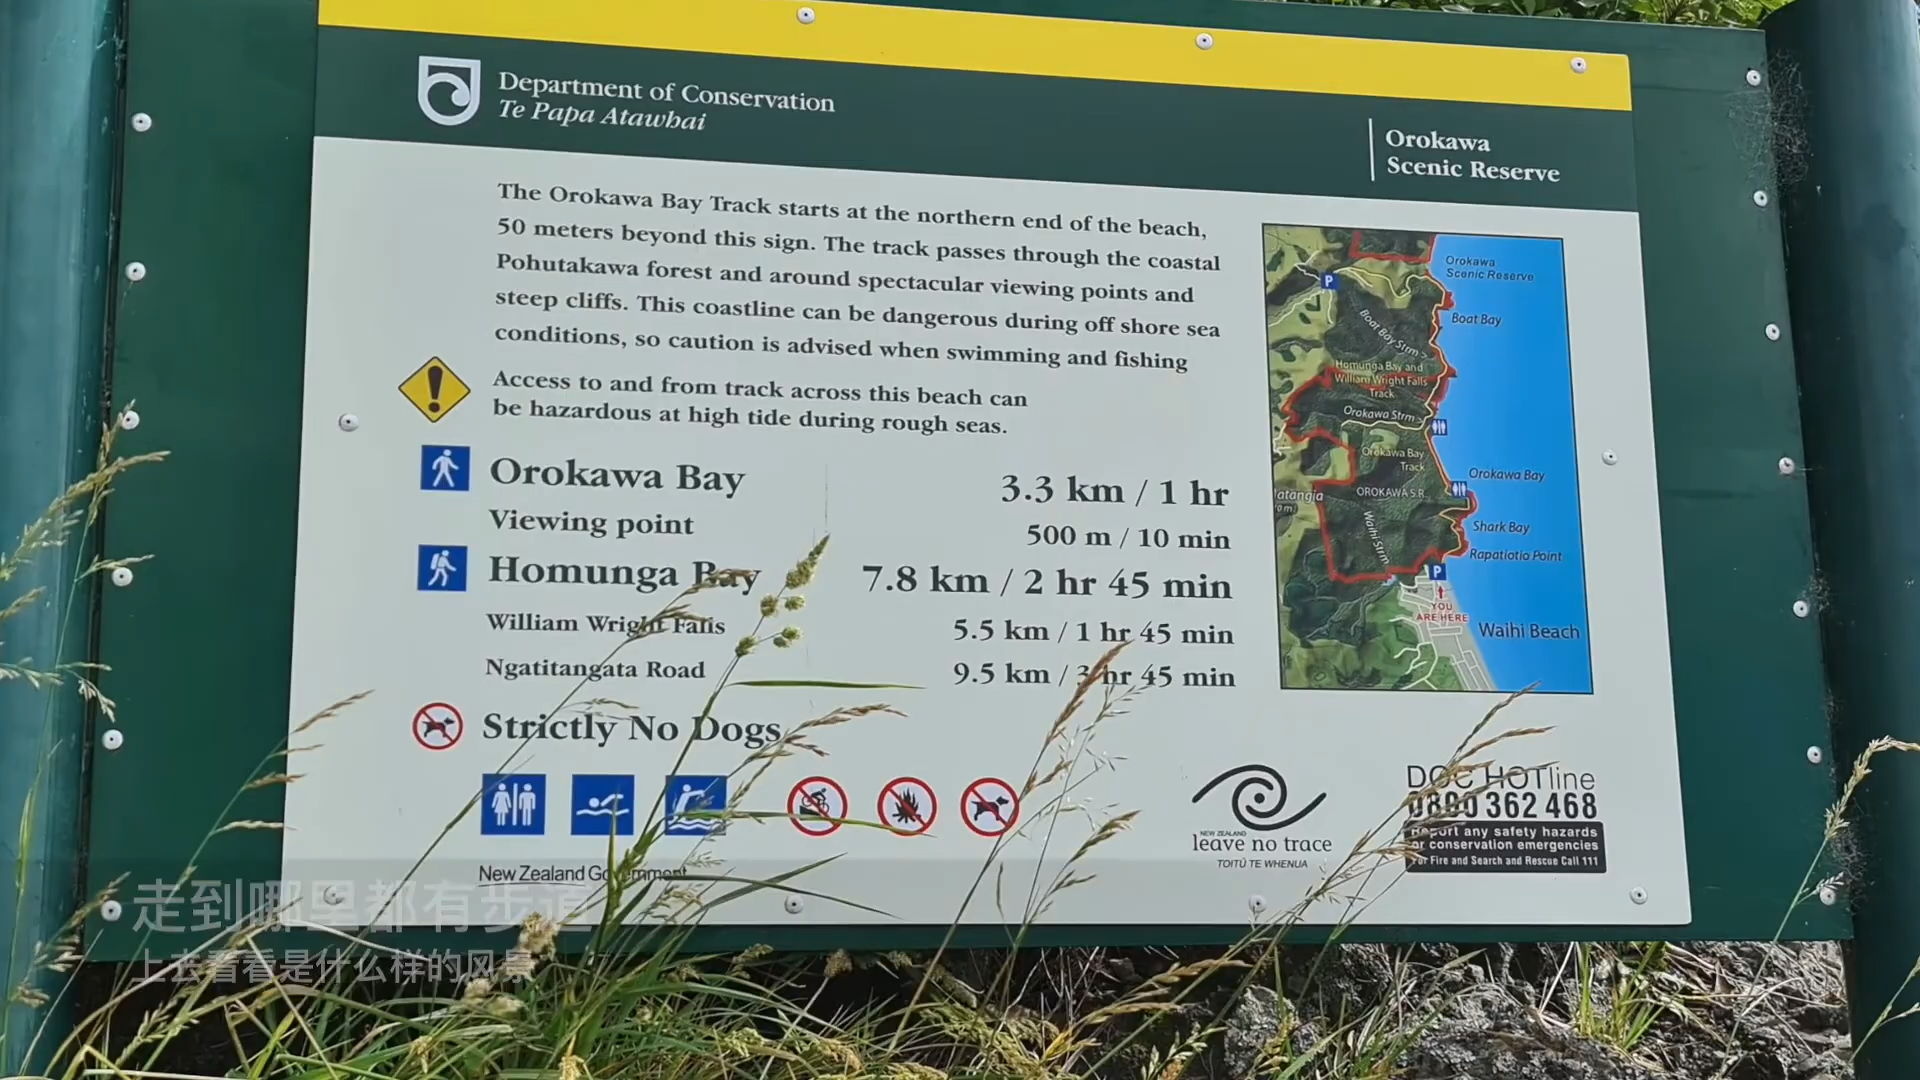 Department of Conservation
Te Papa Atawhai
Orokawa
Scenic Reserve
The Orokawa Bay Track starts at the northern end of the beach,
50 meters beyond this sign. The track passes through the coastal
Pohutakawa forest and around spectacular viewing points and
steep cliffs. This coastline can be dangerous during off shore sea
conditions, so caution is advised when swimming and fishing
Access to and from track across this beach can
be hazardous at high tide during rough seas.
Orokawa Bay 3.3 km / 1 hr
Viewing point 500 m / 10 min
Homunga Bay 7.8 km / 2 hr 45 min
William Wright Falls 5.5 km / 1 hr 45 min
Ngatitangata Road 9.5 km / 3 hr 45 min
Strictly No Dogs
Orokawa
Scenic Reserve
P
Boat Bay
Boat Bay Strm
Homunga Bay and
William Wright Falls
Track
Orokawa Strm
Orokawa Bay
Track
Orokawa Bay
OROKAWA S.R.
atangia
Waihi Strm
Shark Bay
Rapatiotio Point
P
YOU
ARE HERE
Waihi Beach
NEW ZEALAND
leave no trace
TOITŪ TE WHENUA
DOC HOTline
0800 362 468
Report any safety hazards
or conservation emergencies
For Fire and Search and Rescue Call 111
New Zealand Government
走到哪里都有步道
上去看看是什么样的风景